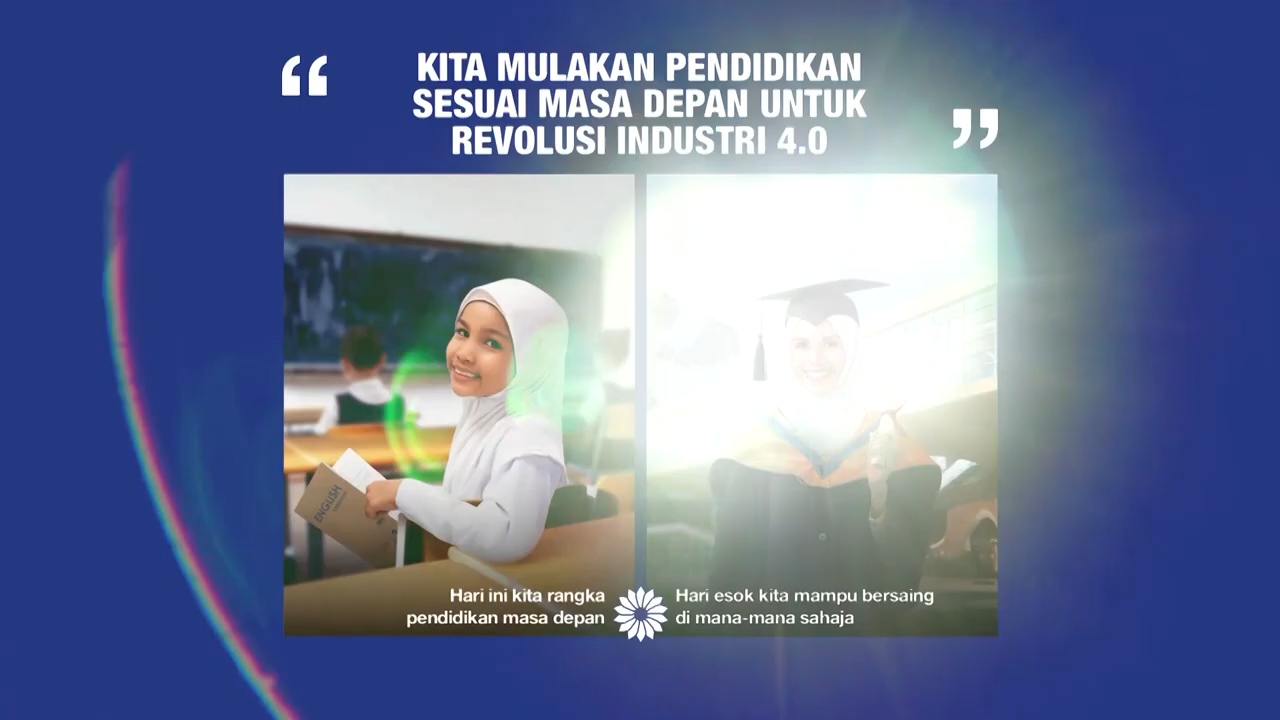 “ KITA MULAKAN PENDIDIKAN
SESUAI MASA DEPAN UNTUK
REVOLUSI INDUSTRI 4.0 ”
ENGLISH
Hari ini kita rangka
pendidikan masa depan
Hari esok kita mampu bersaing
di mana-mana sahaja